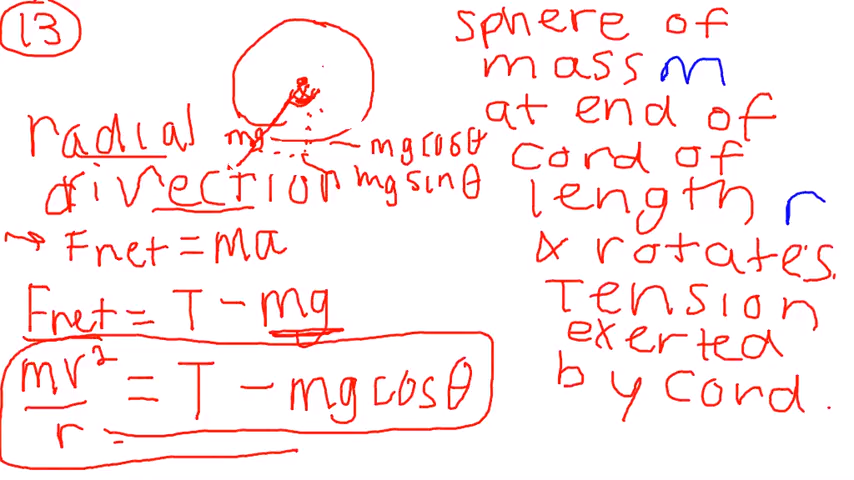 13
sphere of
mass m
at end of
cord of
length r
& rotates.
Tension
exerted
by cord.
radial
direction
mg
mgcosθ
mgsinθ
→ Fnet = ma
Fnet = T - mg
mv² / r = T - mgcosθ